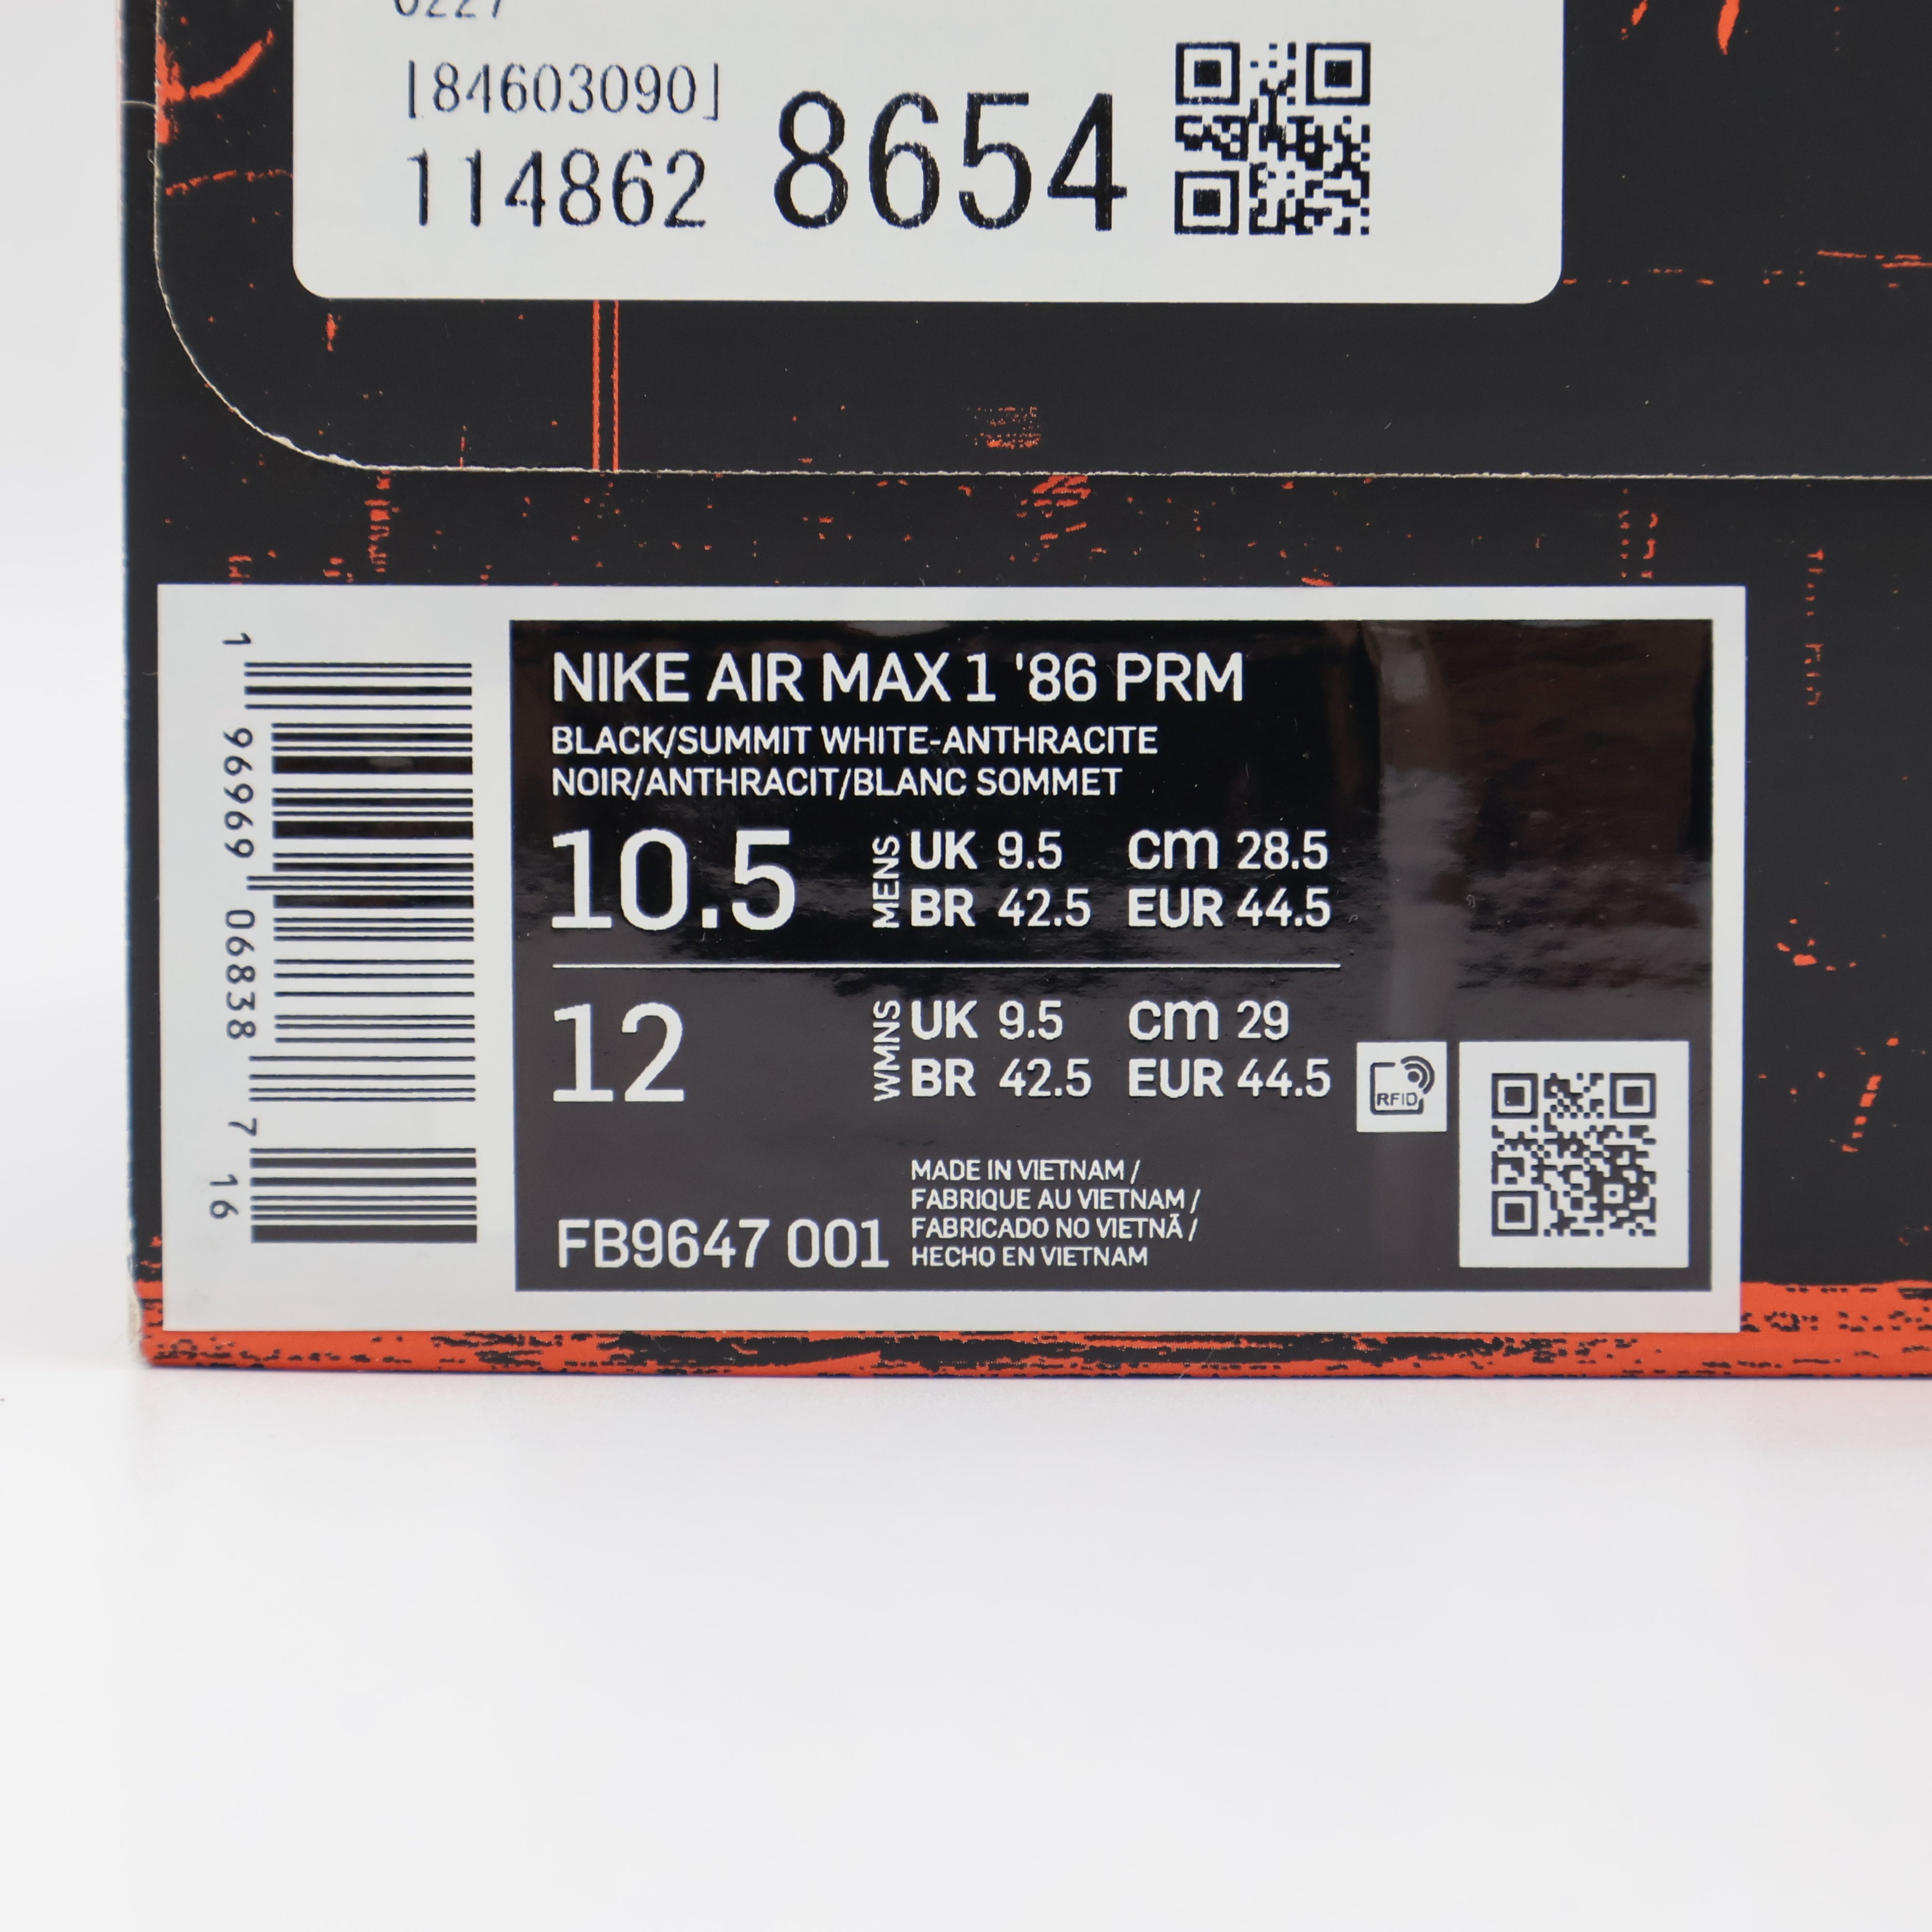 [84603090]
114862 8654
NIKE AIR MAX 1 '86 PRM
BLACK/SUMMIT WHITE-ANTHRACITE
NOIR/ANTHRACIT/BLANC SOMMET
10.5 MENS UK 9.5 cm 28.5
BR 42.5 EUR 44.5
12 WMNS UK 9.5 cm 29
BR 42.5 EUR 44.5
RFID
MADE IN VIETNAM /
FABRIQUE AU VIETNAM /
FABRICADO NO VIETNÃ /
HECHO EN VIETNAM
FB9647 001
1 96969 06838 7 16